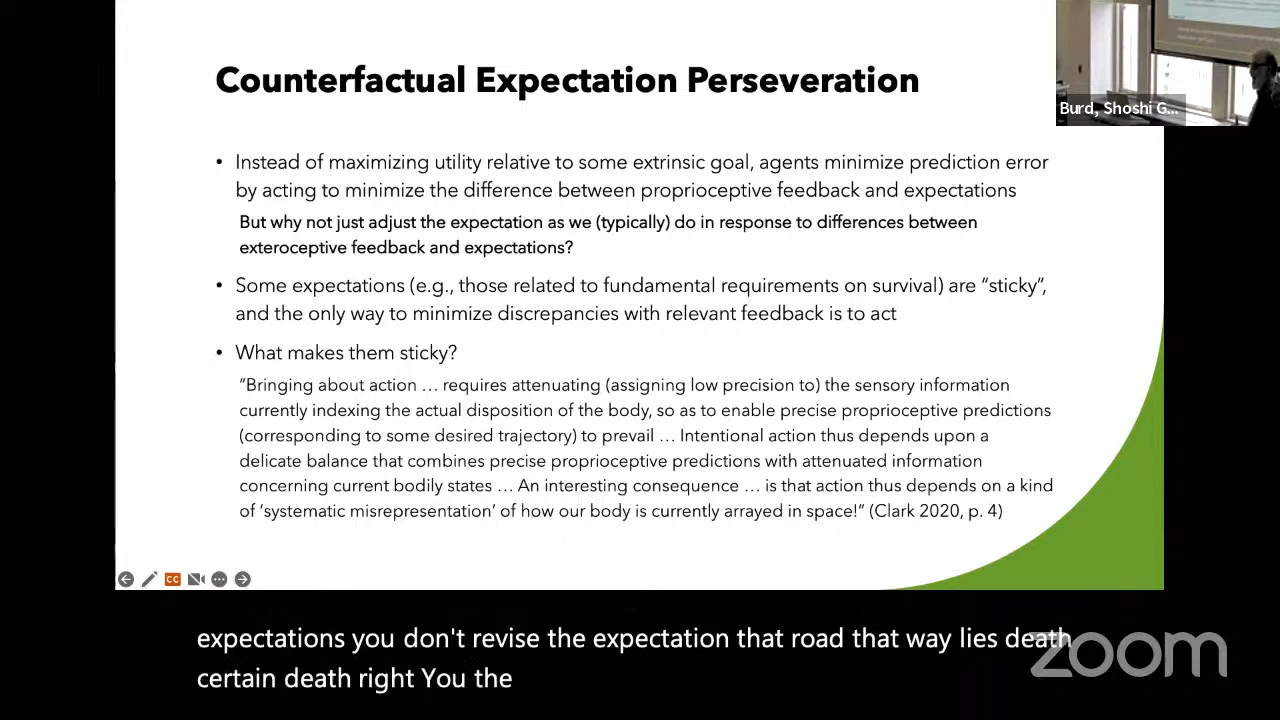 Counterfactual Expectation Perseveration
Burd, Shoshi G...
• Instead of maximizing utility relative to some extrinsic goal, agents minimize prediction error
by acting to minimize the difference between proprioceptive feedback and expectations
But why not just adjust the expectation as we (typically) do in response to differences between
exteroceptive feedback and expectations?
• Some expectations (e.g., those related to fundamental requirements on survival) are “sticky”,
and the only way to minimize discrepancies with relevant feedback is to act
• What makes them sticky?
“Bringing about action … requires attenuating (assigning low precision to) the sensory information
currently indexing the actual disposition of the body, so as to enable precise proprioceptive predictions
(corresponding to some desired trajectory) to prevail … Intentional action thus depends upon a
delicate balance that combines precise proprioceptive predictions with attenuated information
concerning current bodily states … An interesting consequence … is that action thus depends on a kind
of ‘systematic misrepresentation’ of how our body is currently arrayed in space!” (Clark 2020, p. 4)
CC
expectations you don't revise the expectation that road that way lies death
certain death right You the
zoom